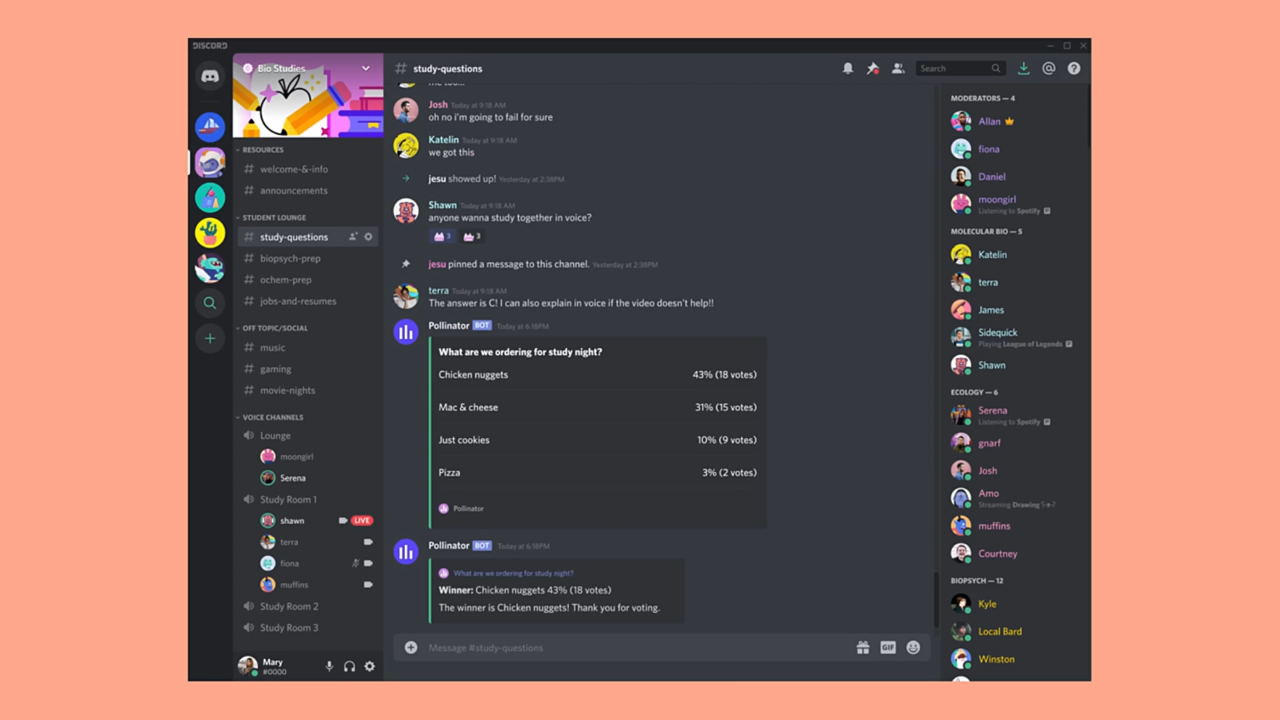 DISCORD
Bio Studies
RESOURCES
# welcome-&-info
# announcements
STUDENT LOUNGE
# study-questions
# biopsych-prep
# ochem-prep
# jobs-and-resumes
OFF TOPIC/SOCIAL
# music
# gaming
# movie-nights
VOICE CHANNELS
Lounge
moongirl
Serena
Study Room 1
shawn LIVE
terra
fiona
muffins
Study Room 2
Study Room 3
Mary
#0000
# study-questions
Search
Josh Today at 9:18 AM
oh no i'm going to fail for sure
Katelin Today at 9:18 AM
we got this
jesu showed up! Yesterday at 2:38PM
Shawn Today at 9:18 AM
anyone wanna study together in voice?
3 3
jesu pinned a message to this channel. Yesterday at 2:38PM
terra Today at 9:18 AM
The answer is C! I can also explain in voice if the video doesn't help!!
Pollinator BOT Today at 6:18PM
What are we ordering for study night?
Chicken nuggets 43% (18 votes)
Mac & cheese 31% (15 votes)
Just cookies 10% (9 votes)
Pizza 3% (2 votes)
Pollinator
Pollinator BOT Today at 6:18PM
What are we ordering for study night?
Winner: Chicken nuggets 43% (18 votes)
The winner is Chicken nuggets! Thank you for voting.
Message #study-questions
GIF
MODERATORS — 4
Allan
fiona
Daniel
moongirl
Listening to Spotify
MOLECULAR BIO — 5
Katelin
terra
James
Sidequick
Playing League of Legends
Shawn
ECOLOGY — 6
Serena
Listening to Spotify
gnarf
Josh
Amo
Streaming Drawing
muffins
Courtney
BIOPSYCH — 12
Kyle
Local Bard
Winston